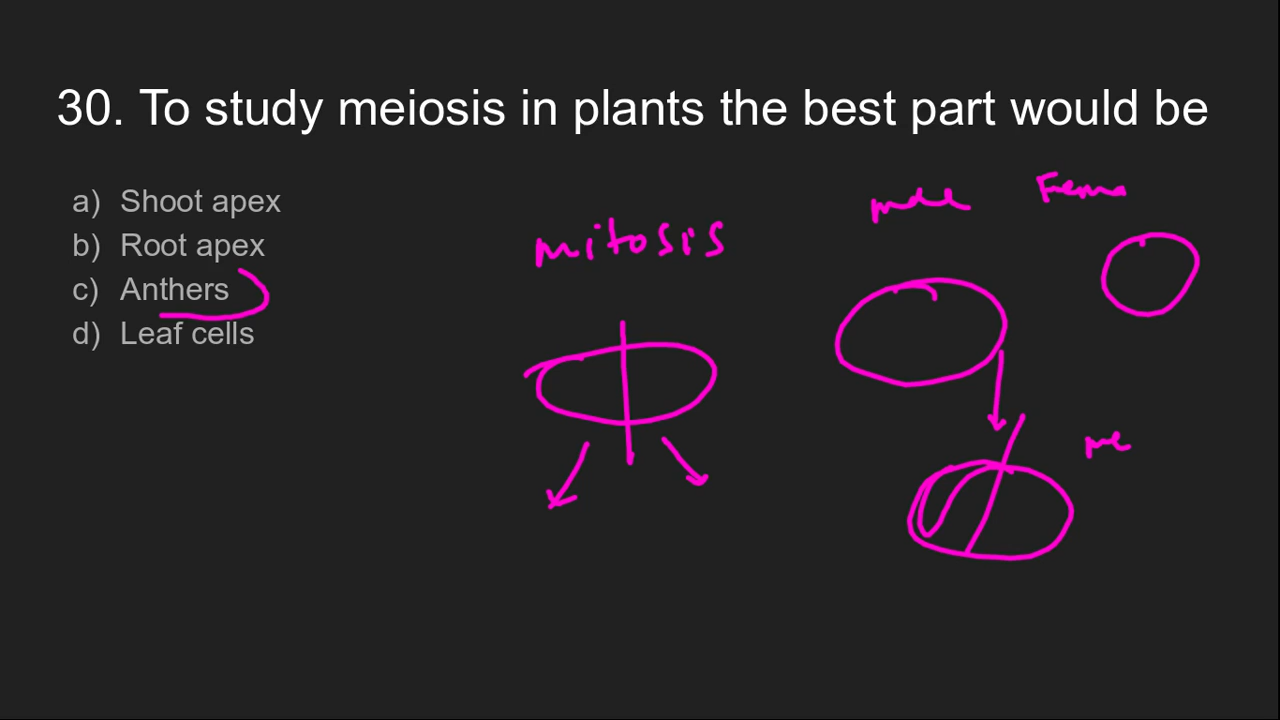 30. To study meiosis in plants the best part would be
a) Shoot apex
b) Root apex
c) Anthers
d) Leaf cells
mitosis